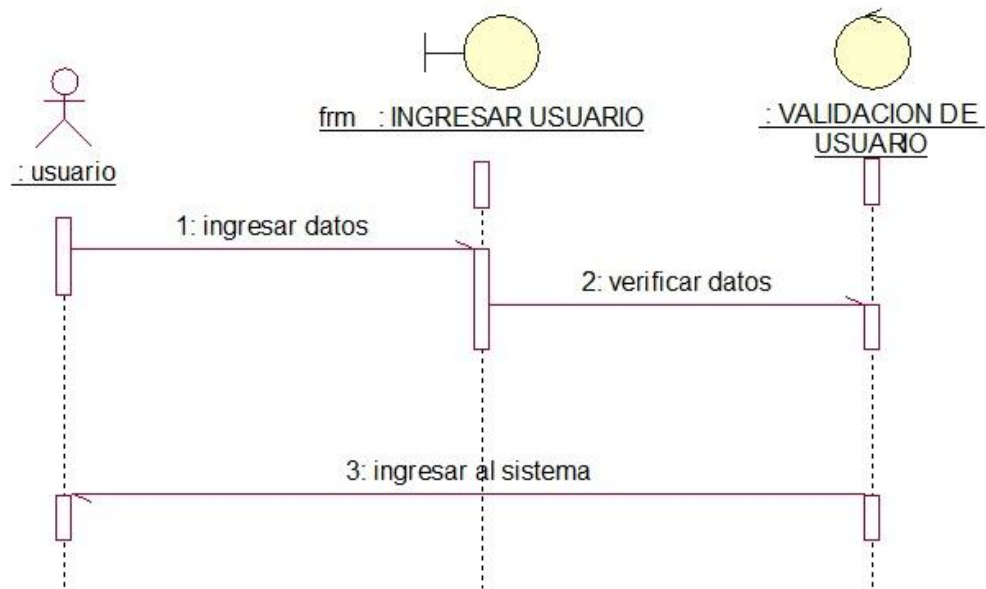 : usuario
frm : INGRESAR USUARIO
: VALIDACION DE
USUARIO
1: ingresar datos
2: verificar datos
3: ingresar al sistema